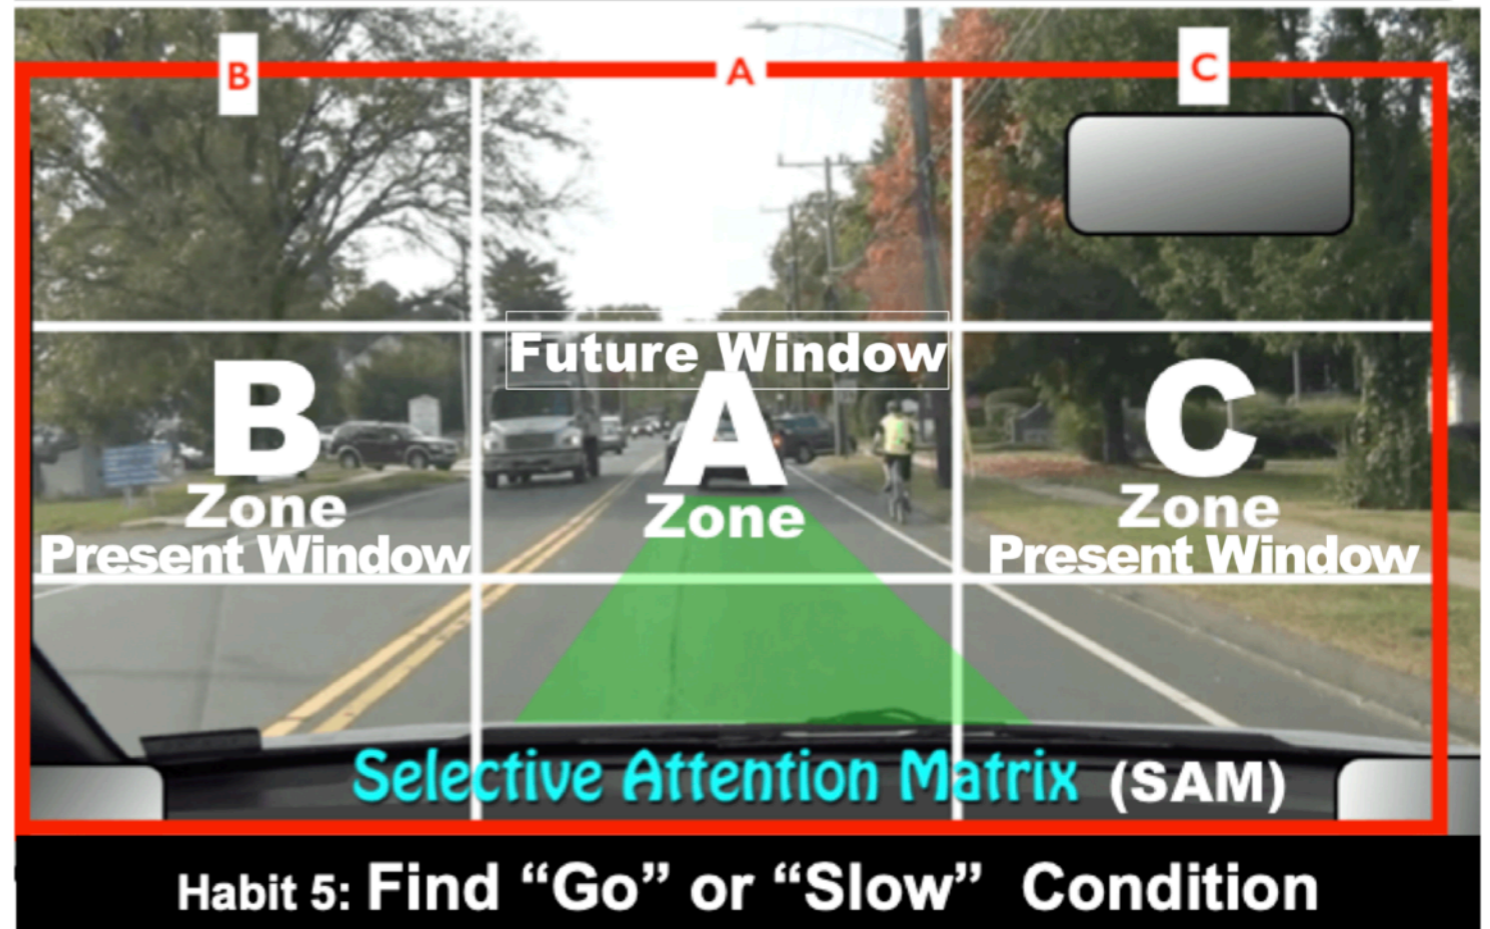 B A C
Future Window
B A C
Zone Zone Zone
Present Window Present Window
Selective Attention Matrix (SAM)
Habit 5: Find “Go” or “Slow” Condition